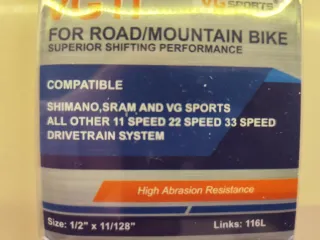 VG11
VG SPORTS
FOR ROAD/MOUNTAIN BIKE
SUPERIOR SHIFTING PERFORMANCE
COMPATIBLE
SHIMANO,SRAM AND VG SPORTS
ALL OTHER 11 SPEED 22 SPEED 33 SPEED
DRIVETRAIN SYSTEM
High Abrasion Resistance
Size: 1/2" x 11/128"
Links: 116L